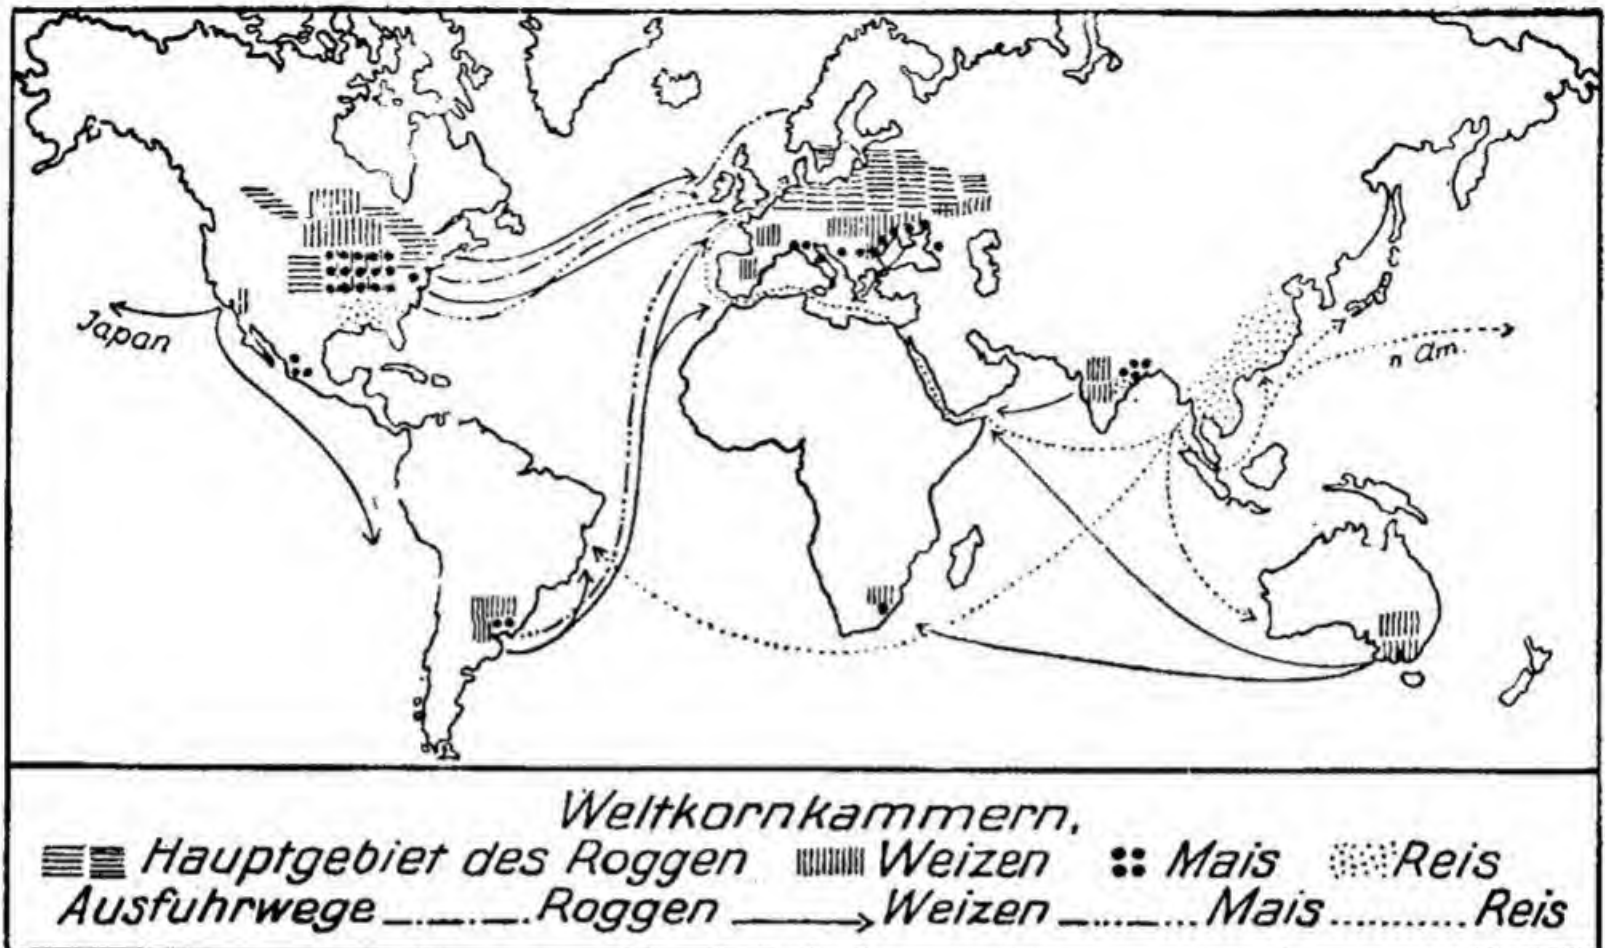 Japan
n Am.
Weltkornkammern.
Hauptgebiet des Roggen Weizen Mais Reis
Ausfuhrwege Roggen Weizen Mais Reis